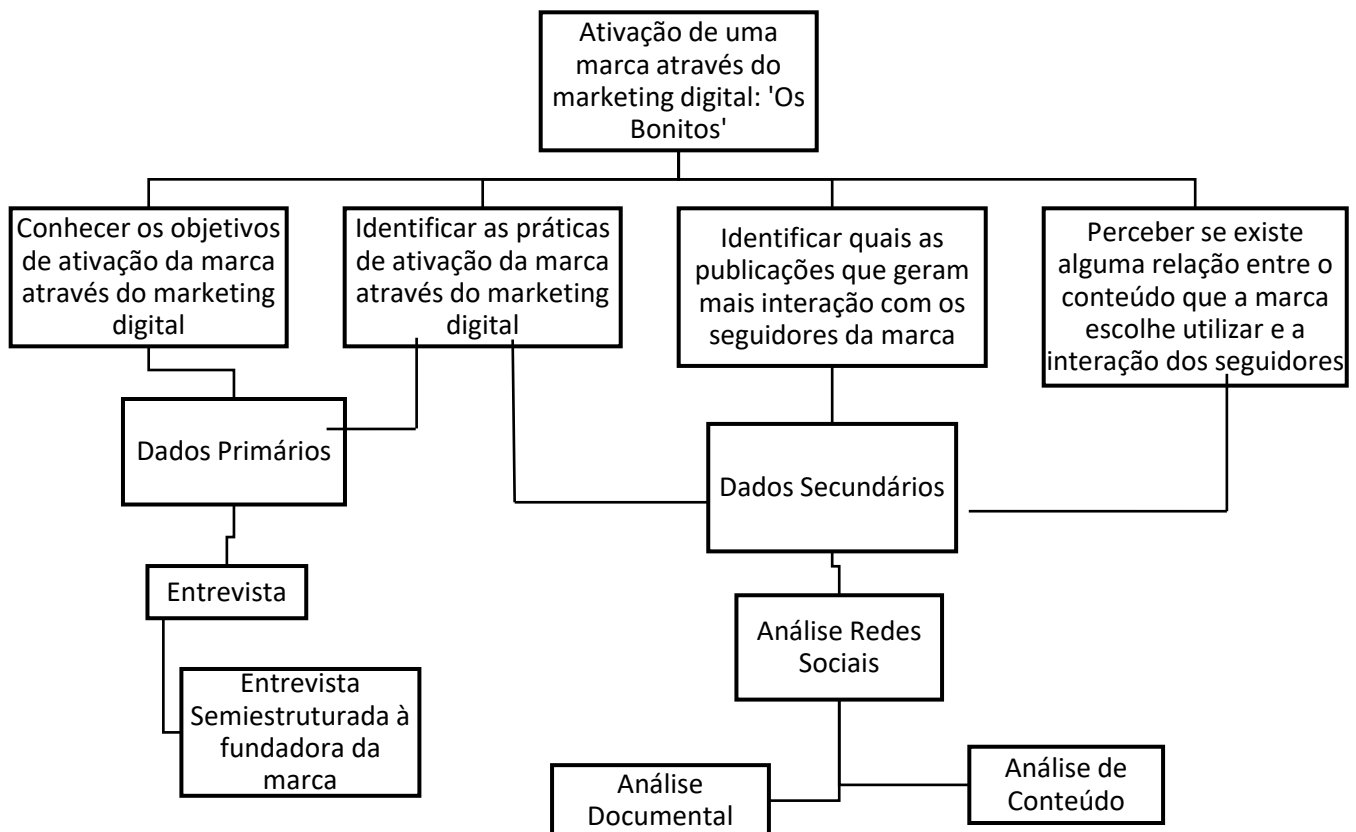 Ativação de uma
marca através do
marketing digital: 'Os
Bonitos'
Conhecer os objetivos
de ativação da marca
através do marketing
digital
Identificar as práticas
de ativação da marca
através do marketing
digital
Identificar quais as
publicações que geram
mais interação com os
seguidores da marca
Perceber se existe
alguma relação entre o
conteúdo que a marca
escolhe utilizar e a
interação dos seguidores
Dados Primários
Dados Secundários
Entrevista
Análise Redes
Sociais
Entrevista
Semiestruturada à
fundadora da
marca
Análise
Documental
Análise de
Conteúdo